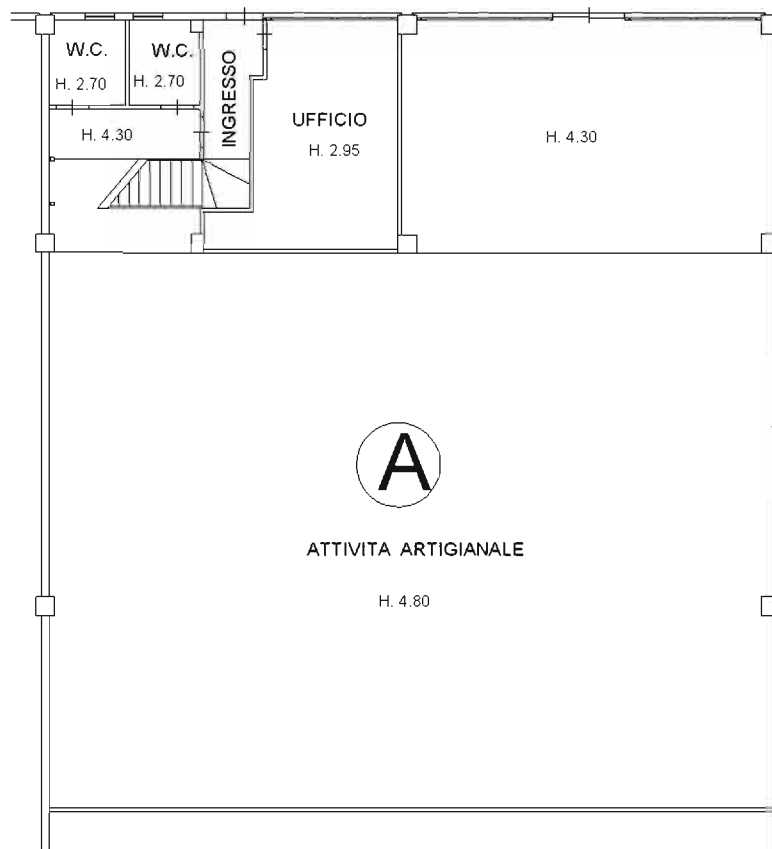 W.C.
H. 2.70
W.C.
H. 2.70
H. 4.30
INGRESSO
UFFICIO
H. 2.95
H. 4.30
A
ATTIVITA ARTIGIANALE
H. 4.80